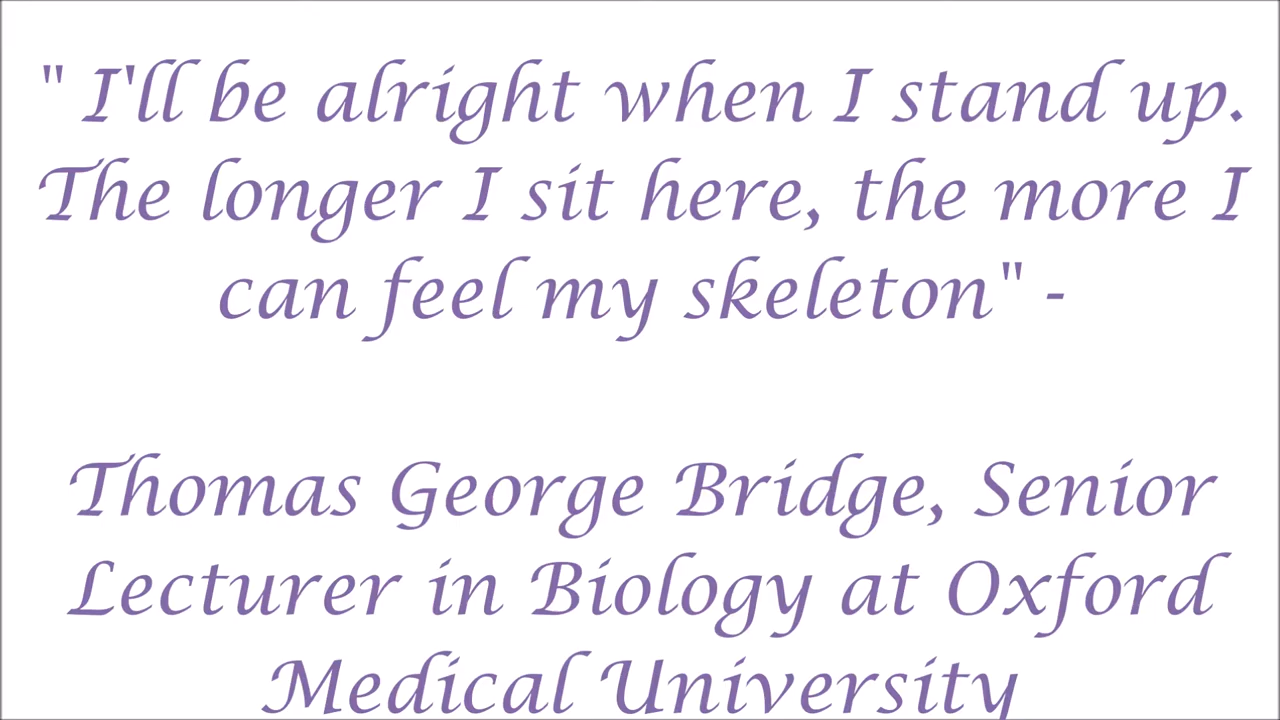 " I'll be alright when I stand up.
The longer I sit here, the more I
can feel my skeleton" -
Thomas George Bridge, Senior
Lecturer in Biology at Oxford
Medical University